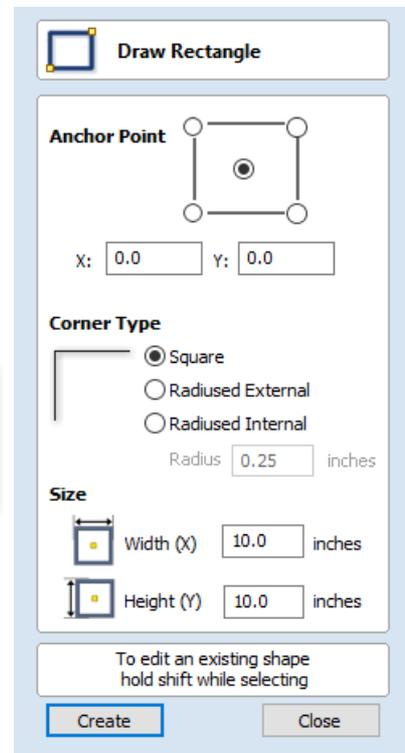 Draw Rectangle
Anchor Point
X: 0.0 Y: 0.0
Corner Type
Square
Radiused External
Radiused Internal
Radius 0.25 inches
Size
Width (X) 10.0 inches
Height (Y) 10.0 inches
To edit an existing shape
hold shift while selecting
Create Close